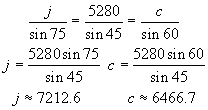 j / sin 75 = 5280 / sin 45 = c / sin 60
j = 5280 sin 75 / sin 45 c = 5280 sin 60 / sin 45
j ≈ 7212.6 c ≈ 6466.7